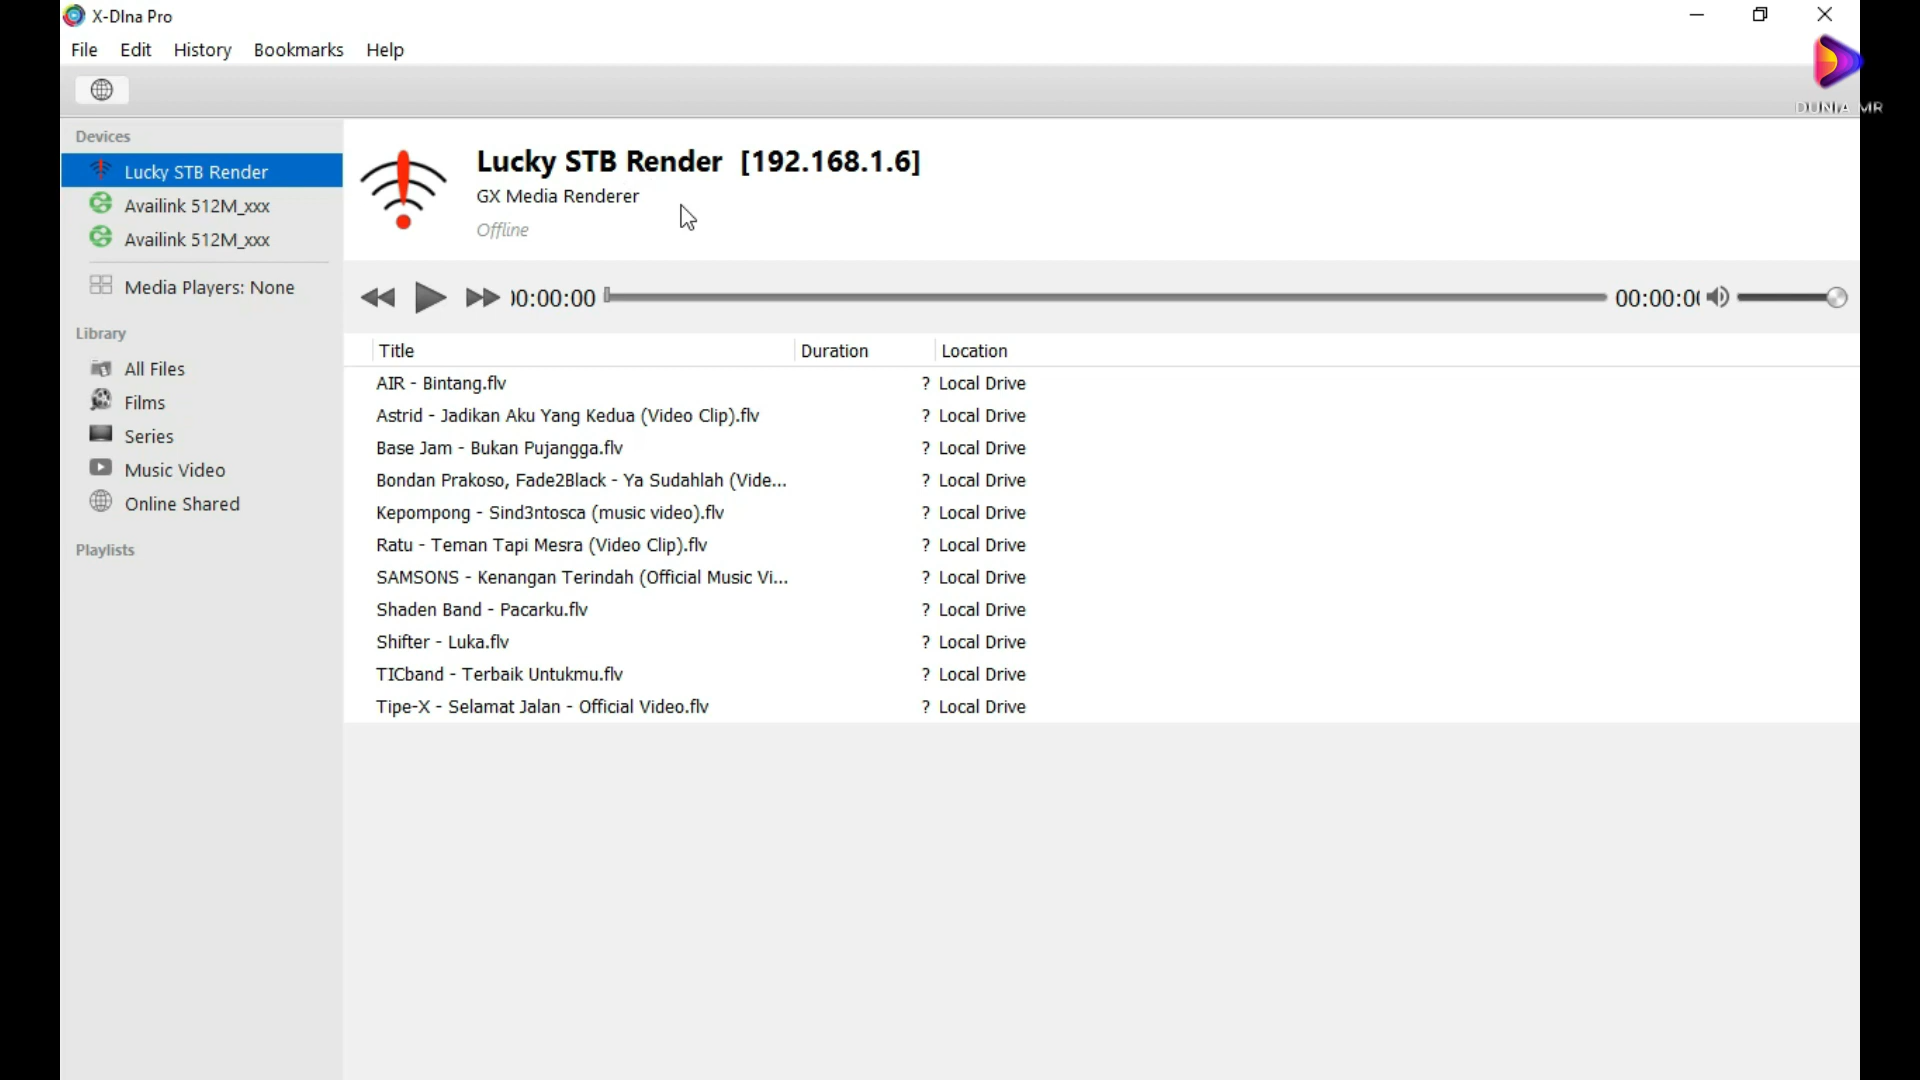 X-Dlna Pro
File Edit History Bookmarks Help
DUNIA MR
Devices
Lucky STB Render
Availink 512M_xxx
Availink 512M_xxx
Media Players: None
Library
All Files
Films
Series
Music Video
Online Shared
Playlists
Lucky STB Render [192.168.1.6]
GX Media Renderer
Offline
00:00:00 00:00:00
Title Duration Location
AIR - Bintang.flv ? Local Drive
Astrid - Jadikan Aku Yang Kedua (Video Clip).flv ? Local Drive
Base Jam - Bukan Pujangga.flv ? Local Drive
Bondan Prakoso, Fade2Black - Ya Sudahlah (Vide... ? Local Drive
Kepompong - Sind3ntosca (music video).flv ? Local Drive
Ratu - Teman Tapi Mesra (Video Clip).flv ? Local Drive
SAMSONS - Kenangan Terindah (Official Music Vi... ? Local Drive
Shaden Band - Pacarku.flv ? Local Drive
Shifter - Luka.flv ? Local Drive
TICband - Terbaik Untukmu.flv ? Local Drive
Tipe-X - Selamat Jalan - Official Video.flv ? Local Drive